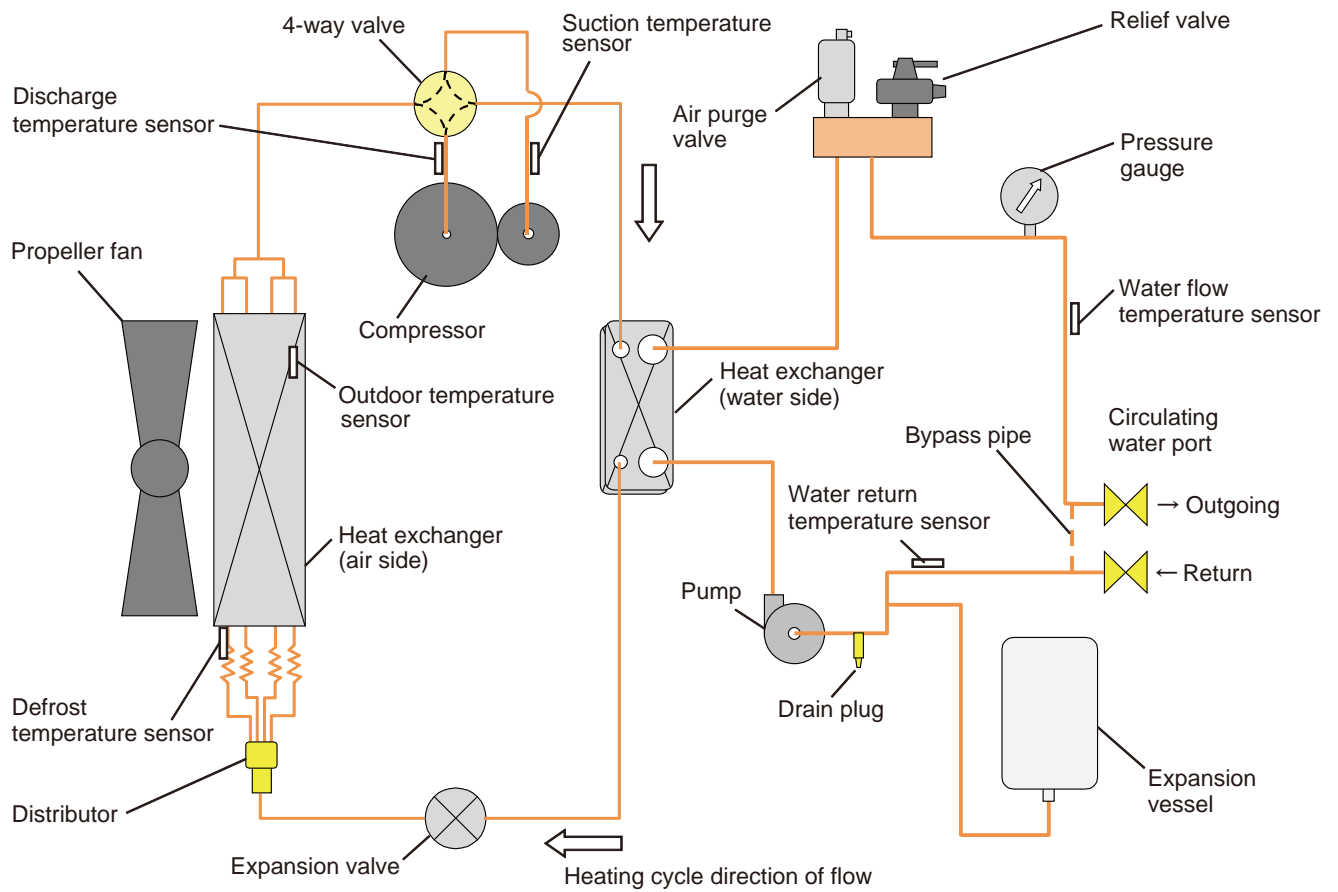 4-way valve
Suction temperature
sensor
Relief valve
Discharge
temperature sensor
Air purge
valve
Pressure
gauge
Propeller fan
Compressor
Water flow
temperature sensor
Outdoor temperature
sensor
Heat exchanger
(water side)
Bypass pipe
Circulating
water port
Water return
temperature sensor
→ Outgoing
Heat exchanger
(air side)
← Return
Pump
Defrost
temperature sensor
Drain plug
Distributor
Expansion
vessel
Expansion valve
Heating cycle direction of flow